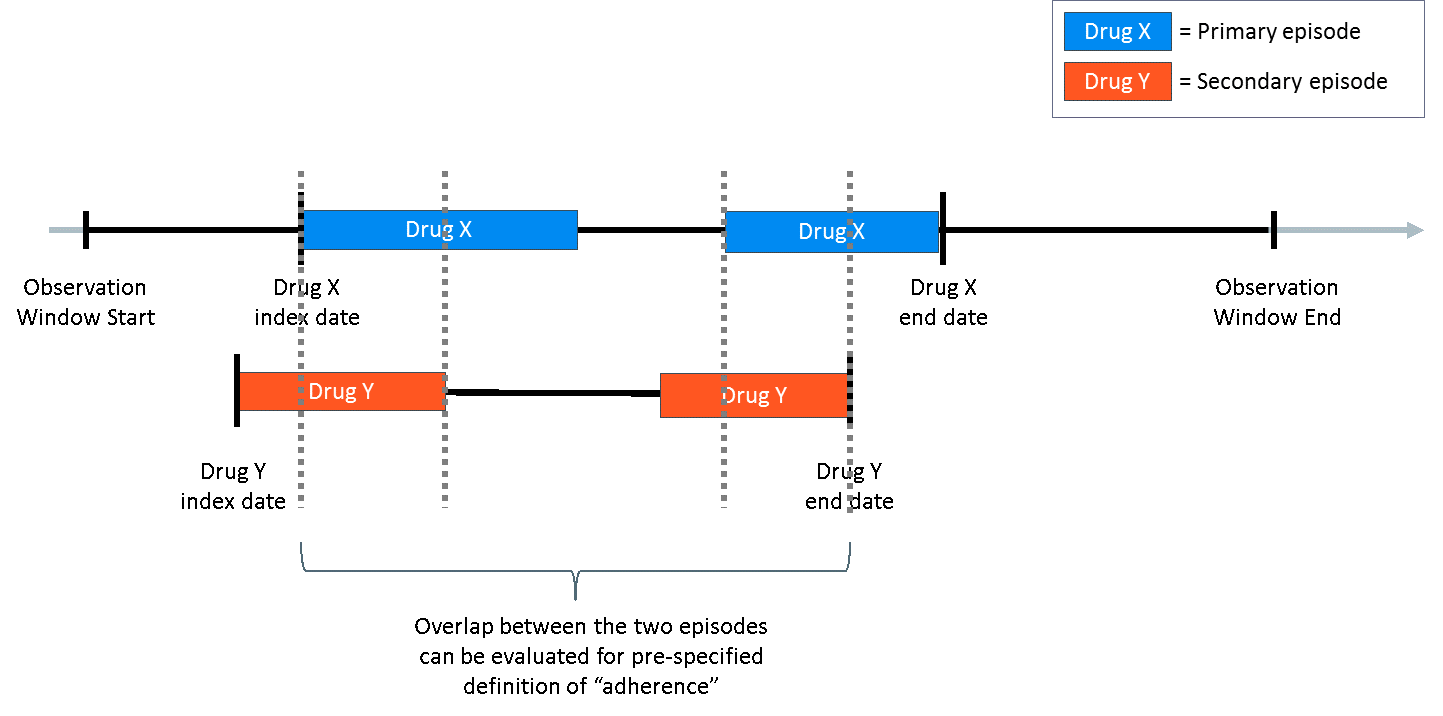 Drug X = Primary episode
Drug Y = Secondary episode
Drug X
Drug X
Observation
Window Start
Drug X
index date
Drug X
end date
Observation
Window End
Drug Y
Drug Y
Drug Y
index date
Drug Y
end date
Overlap between the two episodes
can be evaluated for pre-specified
definition of “adherence”